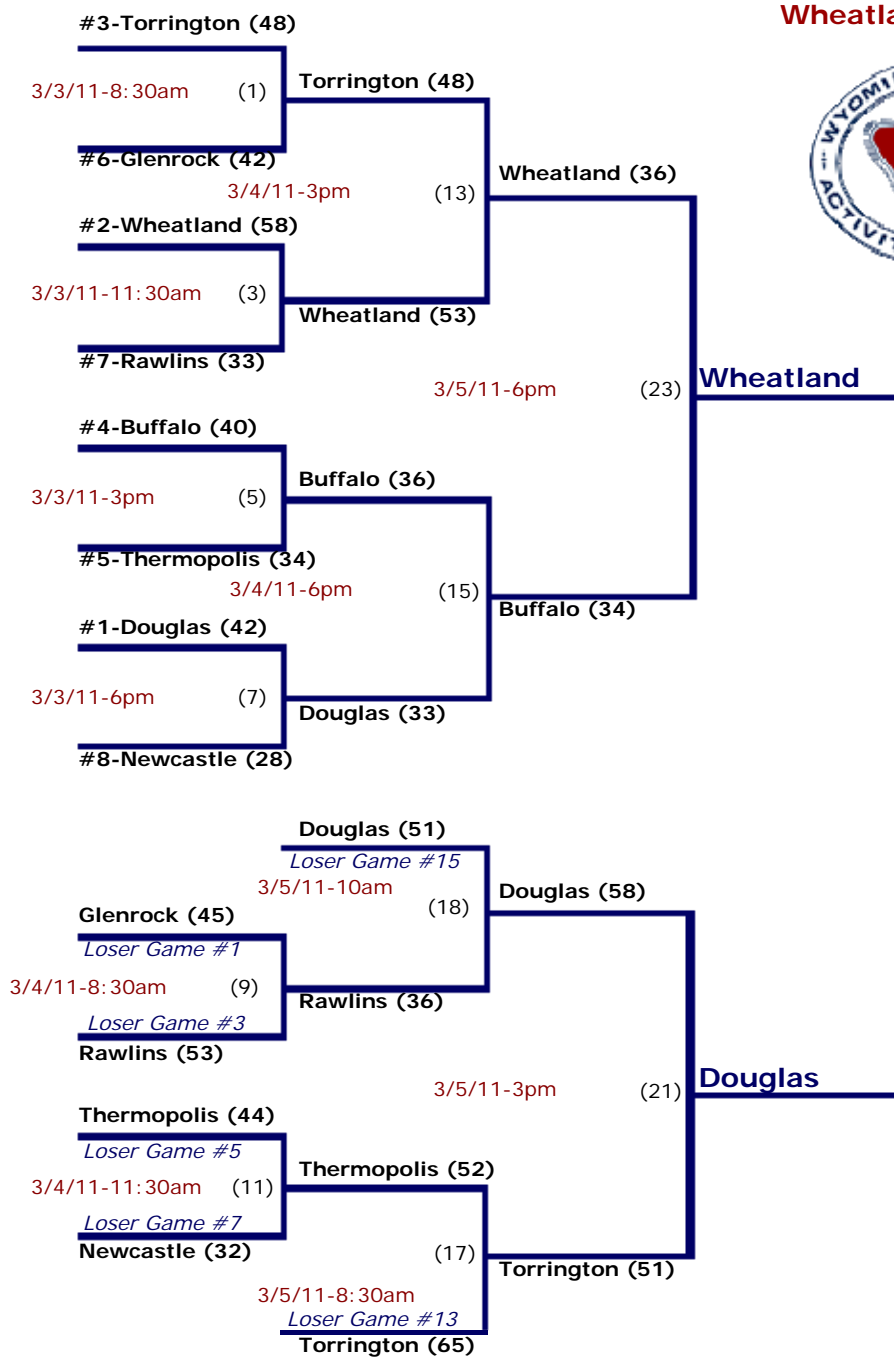 Wheatla
#3-Torrington (48)
WYOMI
ACTIVIT
3/3/11-8:30am (1) Torrington (48)
#6-Glenrock (42)
3/4/11-3pm (13) Wheatland (36)
#2-Wheatland (58)
3/3/11-11:30am (3)
Wheatland (53)
#7-Rawlins (33)
3/5/11-6pm (23) Wheatland
#4-Buffalo (40)
3/3/11-3pm (5) Buffalo (36)
#5-Thermopolis (34)
3/4/11-6pm (15)
Buffalo (34)
#1-Douglas (42)
3/3/11-6pm (7)
Douglas (33)
#8-Newcastle (28)
Douglas (51)
Loser Game #15
3/5/11-10am (18) Douglas (58)
Glenrock (45)
Loser Game #1
3/4/11-8:30am (9)
Rawlins (36)
Loser Game #3
Rawlins (53)
3/5/11-3pm (21) Douglas
Thermopolis (44)
Loser Game #5
3/4/11-11:30am (11) Thermopolis (52)
Loser Game #7
Newcastle (32)
(17)
Torrington (51)
3/5/11-8:30am
Loser Game #13
Torrington (65)